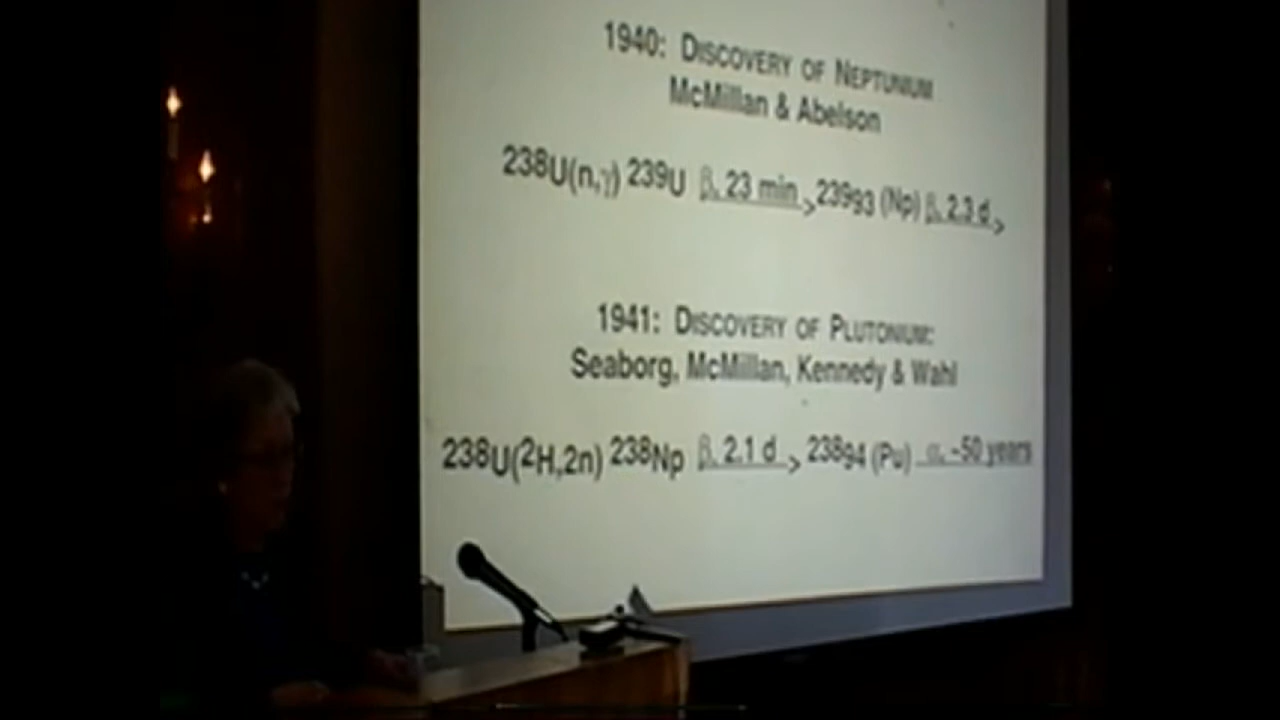 1940: DISCOVERY OF NEPTUNIUM
McMillan & Abelson
238U(n,γ) 239U β, 23 min > 23993 (Np) β, 2.3 d >
1941: DISCOVERY OF PLUTONIUM:
Seaborg, McMillan, Kennedy & Wahl
238U(2H,2n) 238Np β, 2.1 d > 23894 (Pu) α, ~50 years